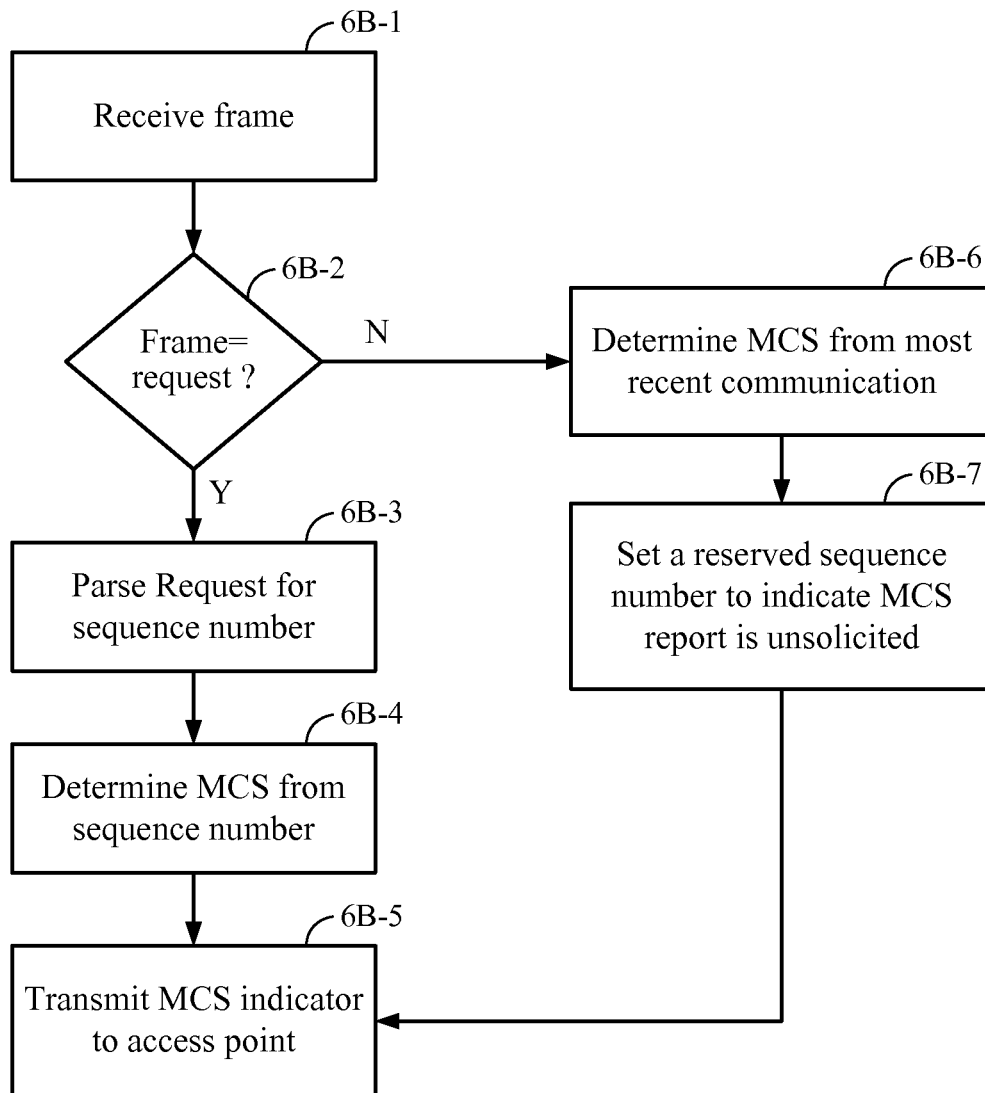 6B-1
Receive frame
6B-2
Frame=
request ?
N
Y
6B-3
Parse Request for
sequence number
6B-4
Determine MCS from
sequence number
6B-5
Transmit MCS indicator
to access point
6B-6
Determine MCS from most
recent communication
6B-7
Set a reserved sequence
number to indicate MCS
report is unsolicited